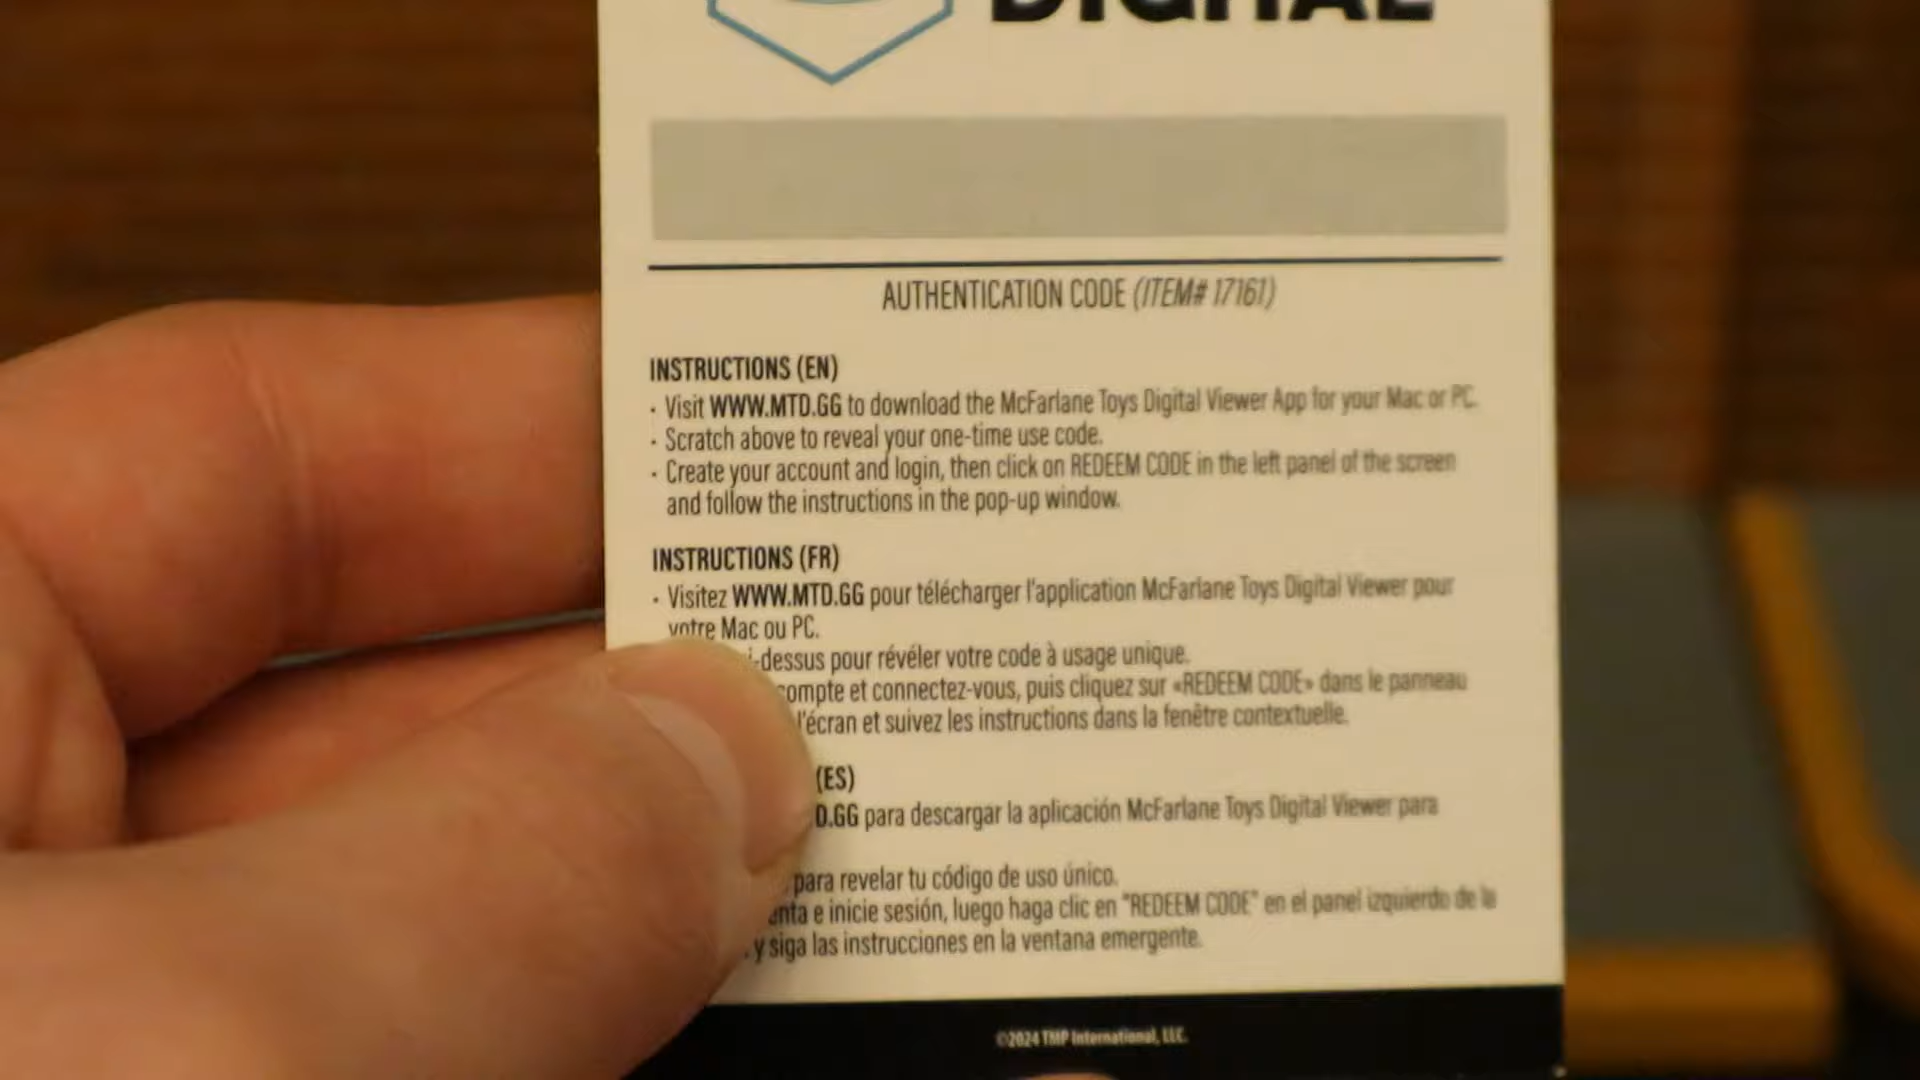 DIGITAL
AUTHENTICATION CODE (ITEM# 17161)
INSTRUCTIONS (EN)
· Visit WWW.MTD.GG to download the McFarlane Toys Digital Viewer App for your Mac or PC.
· Scratch above to reveal your one-time use code.
· Create your account and login, then click on REDEEM CODE in the left panel of the screen
and follow the instructions in the pop-up window.
INSTRUCTIONS (FR)
· Visitez WWW.MTD.GG pour télécharger l'application McFarlane Toys Digital Viewer pour
votre Mac ou PC.
i-dessus pour révéler votre code à usage unique.
compte et connectez-vous, puis cliquez sur «REDEEM CODE» dans le panneau
l'écran et suivez les instructions dans la fenêtre contextuelle.
(ES)
D.GG para descargar la aplicación McFarlane Toys Digital Viewer para
para revelar tu código de uso único.
enta e inicie sesión, luego haga clic en "REDEEM CODE" en el panel izquierdo de la
y siga las instrucciones en la ventana emergente.
©2024 TMP International, LLC.